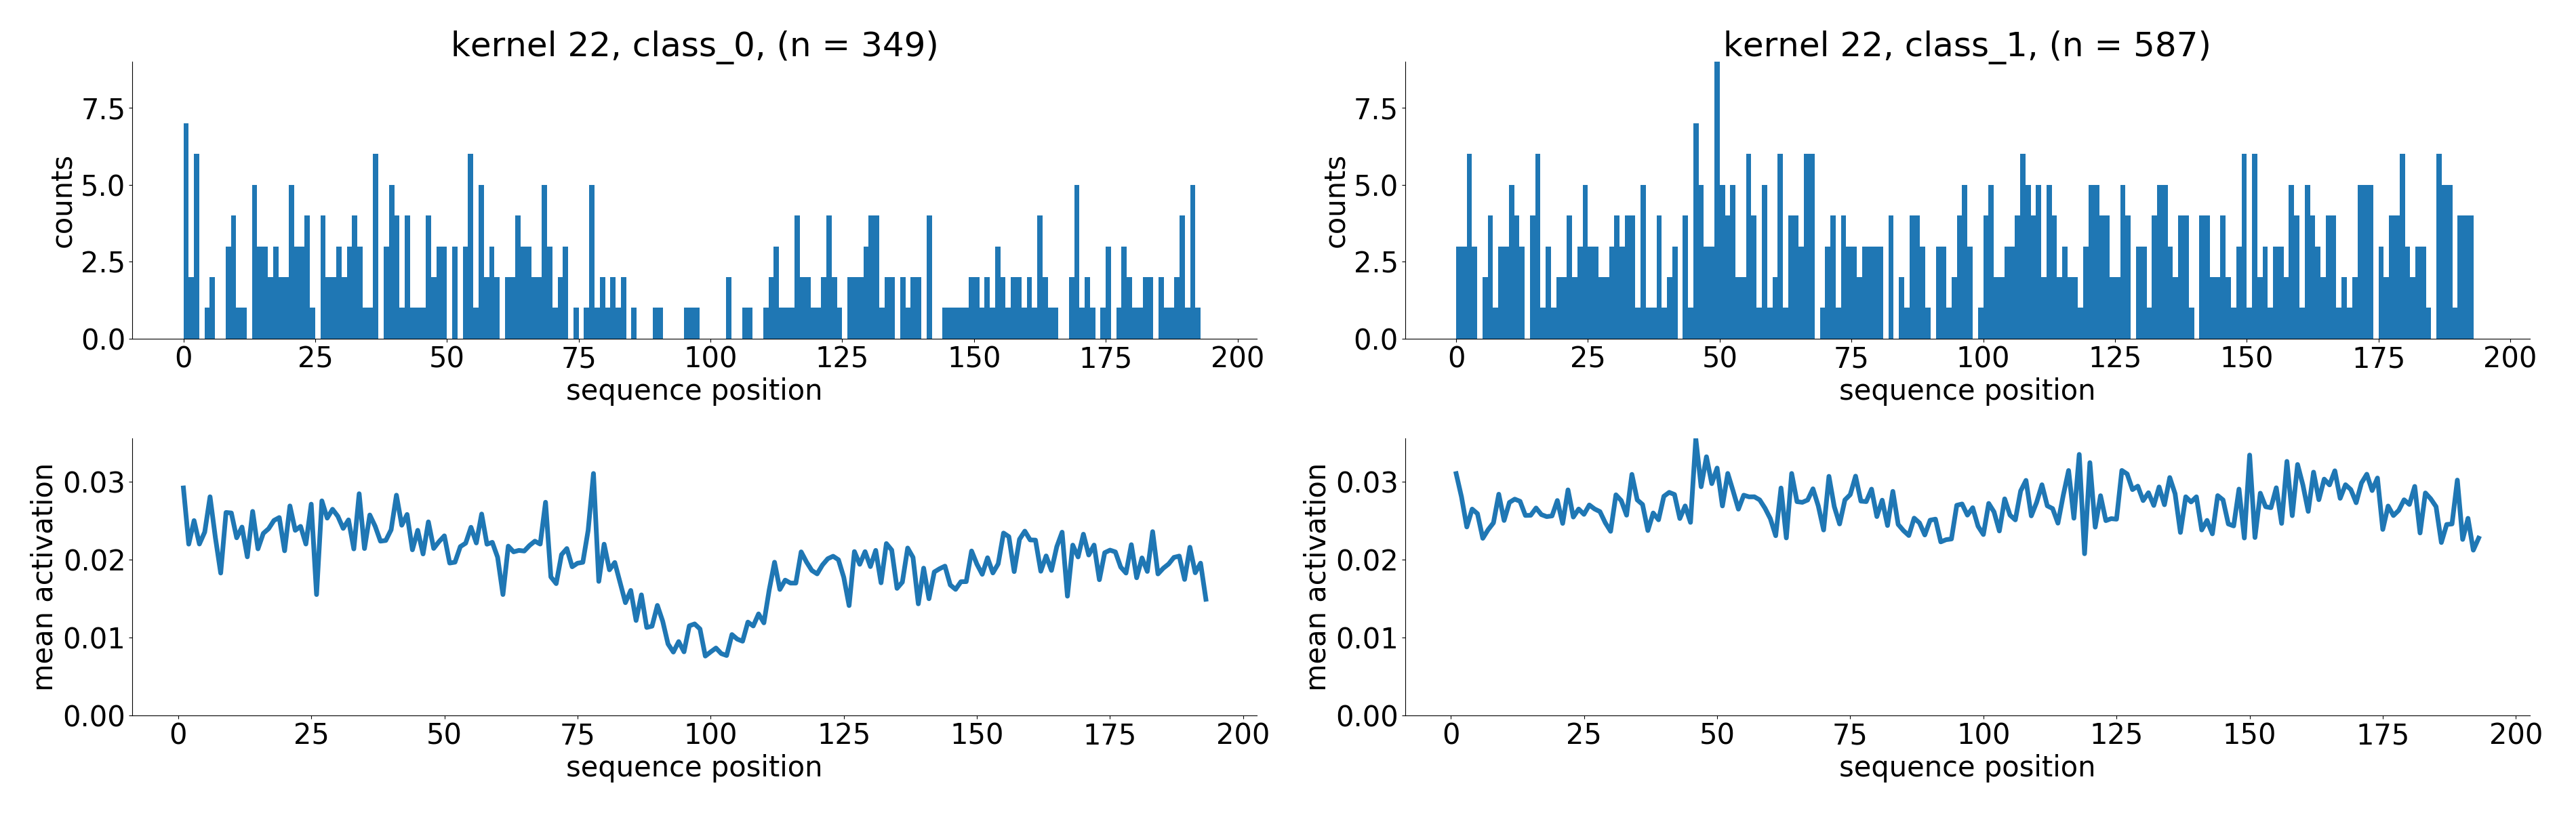 kernel 22, class_0, (n = 349)
kernel 22, class_1, (n = 587)
counts
7.5
5.0
2.5
0.0
0 25 50 75 100 125 150 175 200
sequence position
counts
7.5
5.0
2.5
0.0
0 25 50 75 100 125 150 175 200
sequence position
mean activation
0.03
0.02
0.01
0.00
0 25 50 75 100 125 150 175 200
sequence position
mean activation
0.03
0.02
0.01
0.00
0 25 50 75 100 125 150 175 200
sequence position